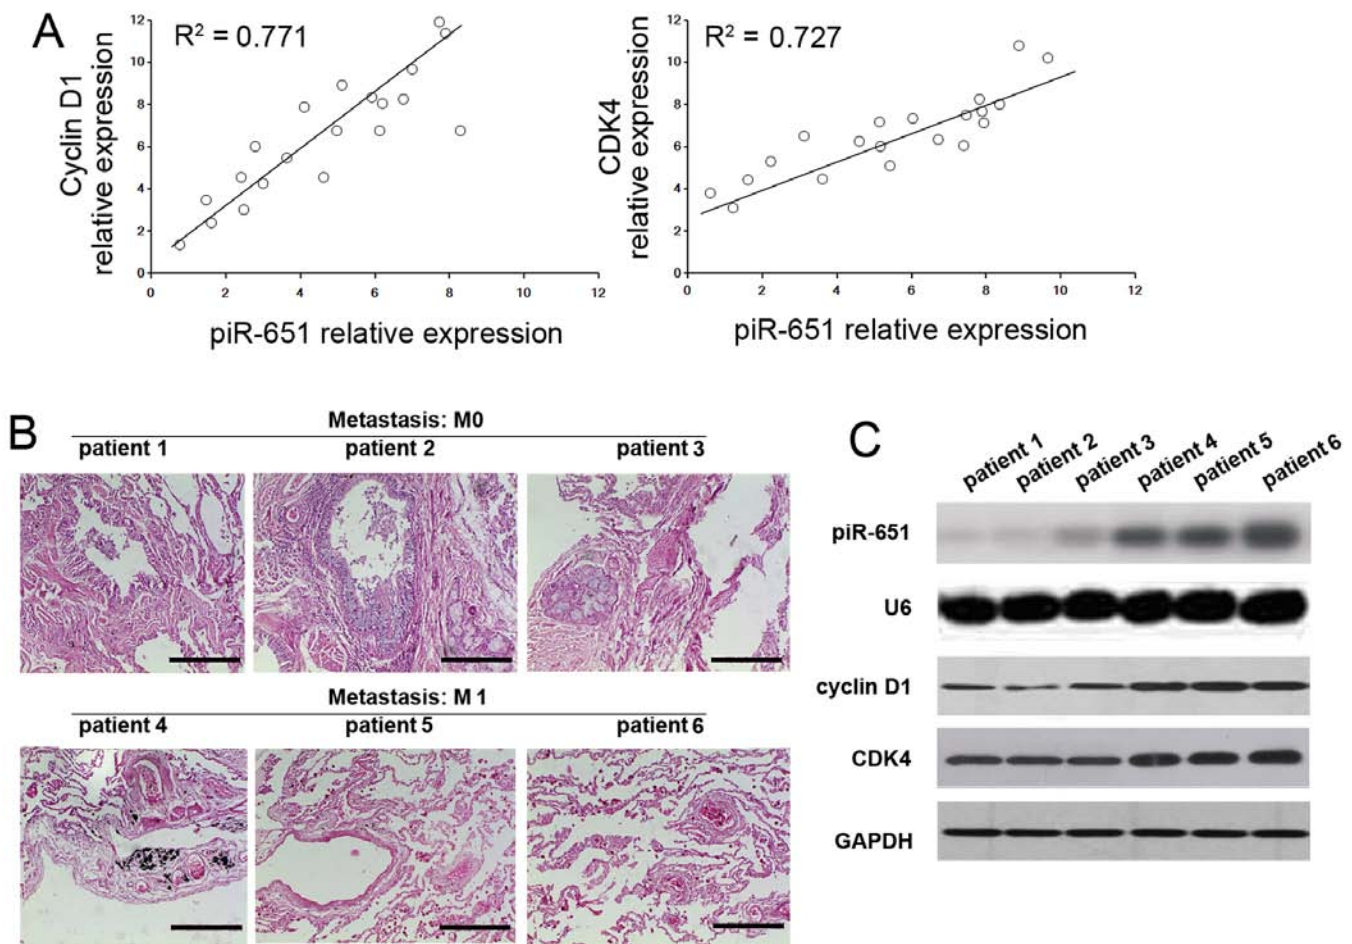 A
R² = 0.771
Cyclin D1
relative expression
12
10
8
6
4
2
0
0 2 4 6 8 10 12
piR-651 relative expression
R² = 0.727
CDK4
relative expression
12
10
8
6
4
2
0
0 2 4 6 8 10 12
piR-651 relative expression
B
Metastasis: M0
patient 1 patient 2 patient 3
Metastasis: M 1
patient 4 patient 5 patient 6
C
patient 1 patient 2 patient 3 patient 4 patient 5 patient 6
piR-651
U6
cyclin D1
CDK4
GAPDH